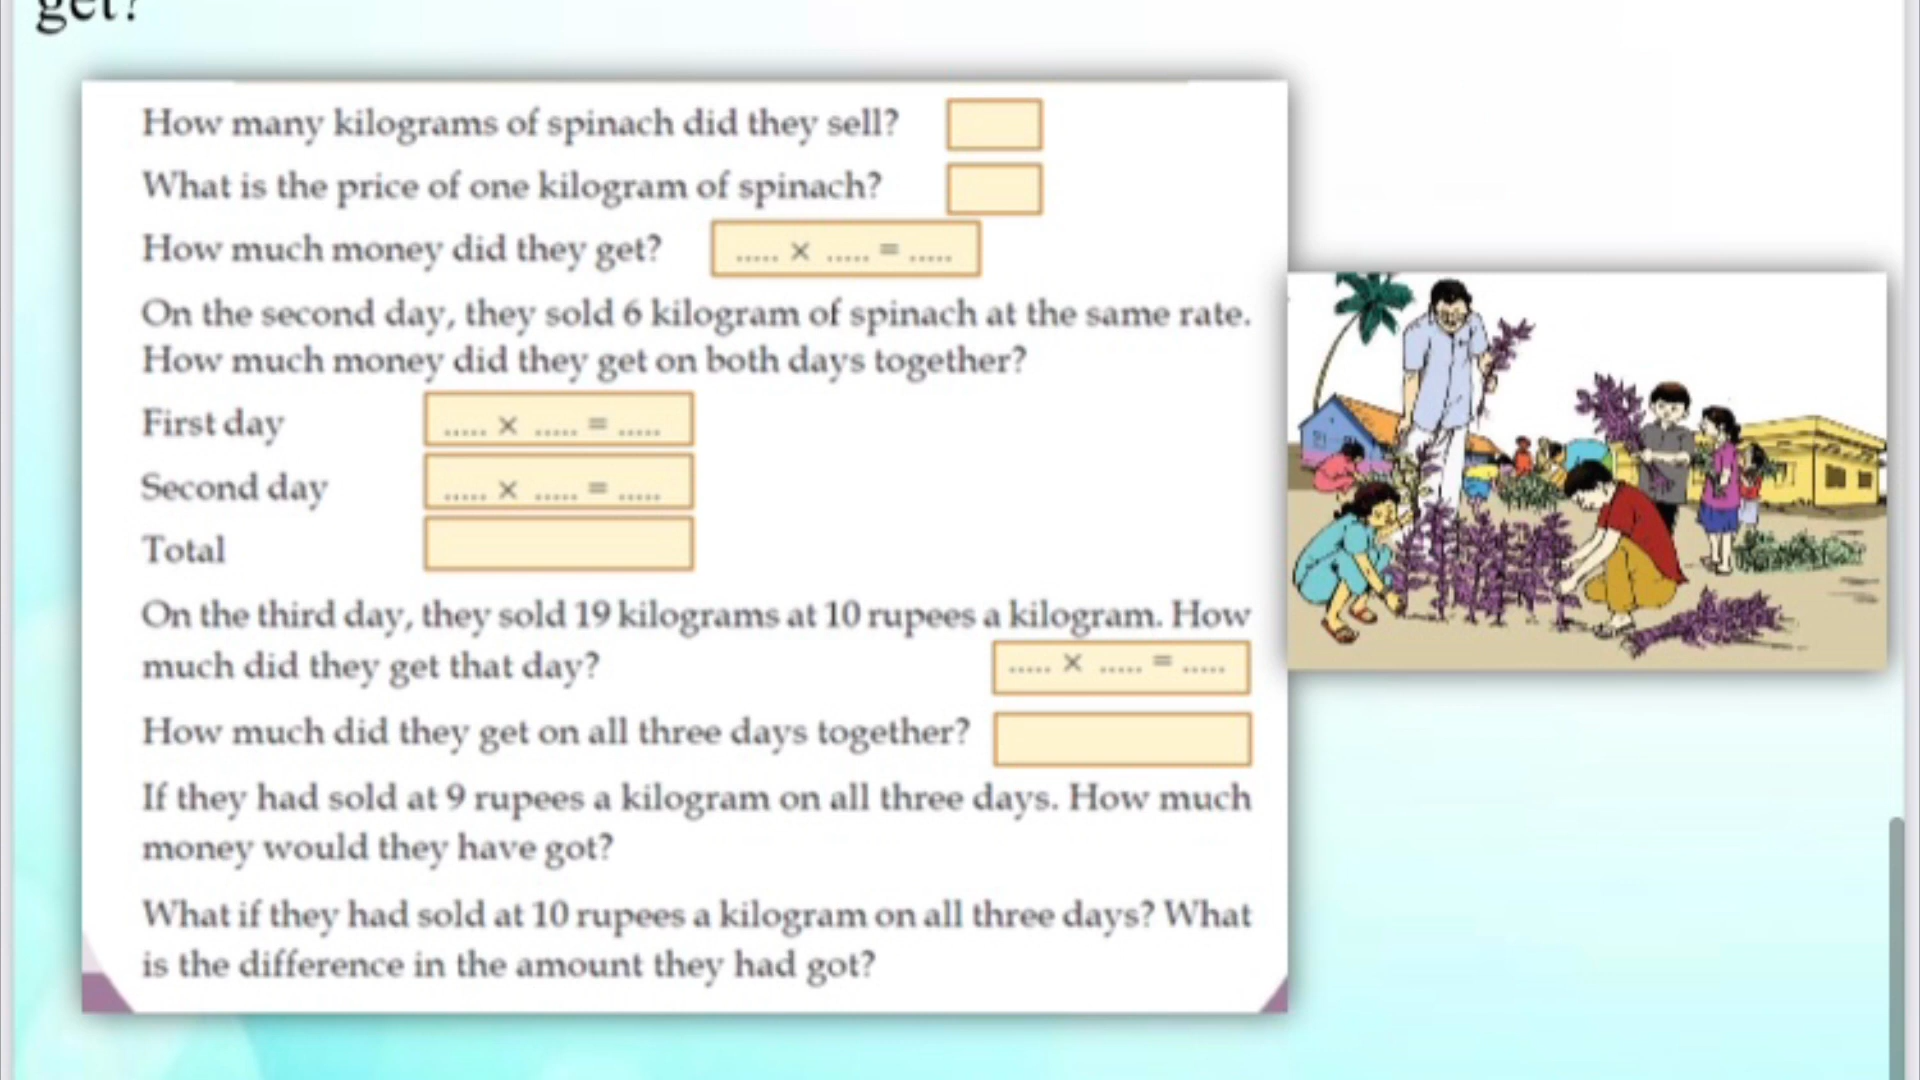 get?
How many kilograms of spinach did they sell?
What is the price of one kilogram of spinach?
How much money did they get? ..... × ..... = .....
On the second day, they sold 6 kilogram of spinach at the same rate.
How much money did they get on both days together?
First day ..... × ..... = .....
Second day ..... × ..... = .....
Total
On the third day, they sold 19 kilograms at 10 rupees a kilogram. How
much did they get that day? ..... × ..... = .....
How much did they get on all three days together?
If they had sold at 9 rupees a kilogram on all three days. How much
money would they have got?
What if they had sold at 10 rupees a kilogram on all three days? What
is the difference in the amount they had got?